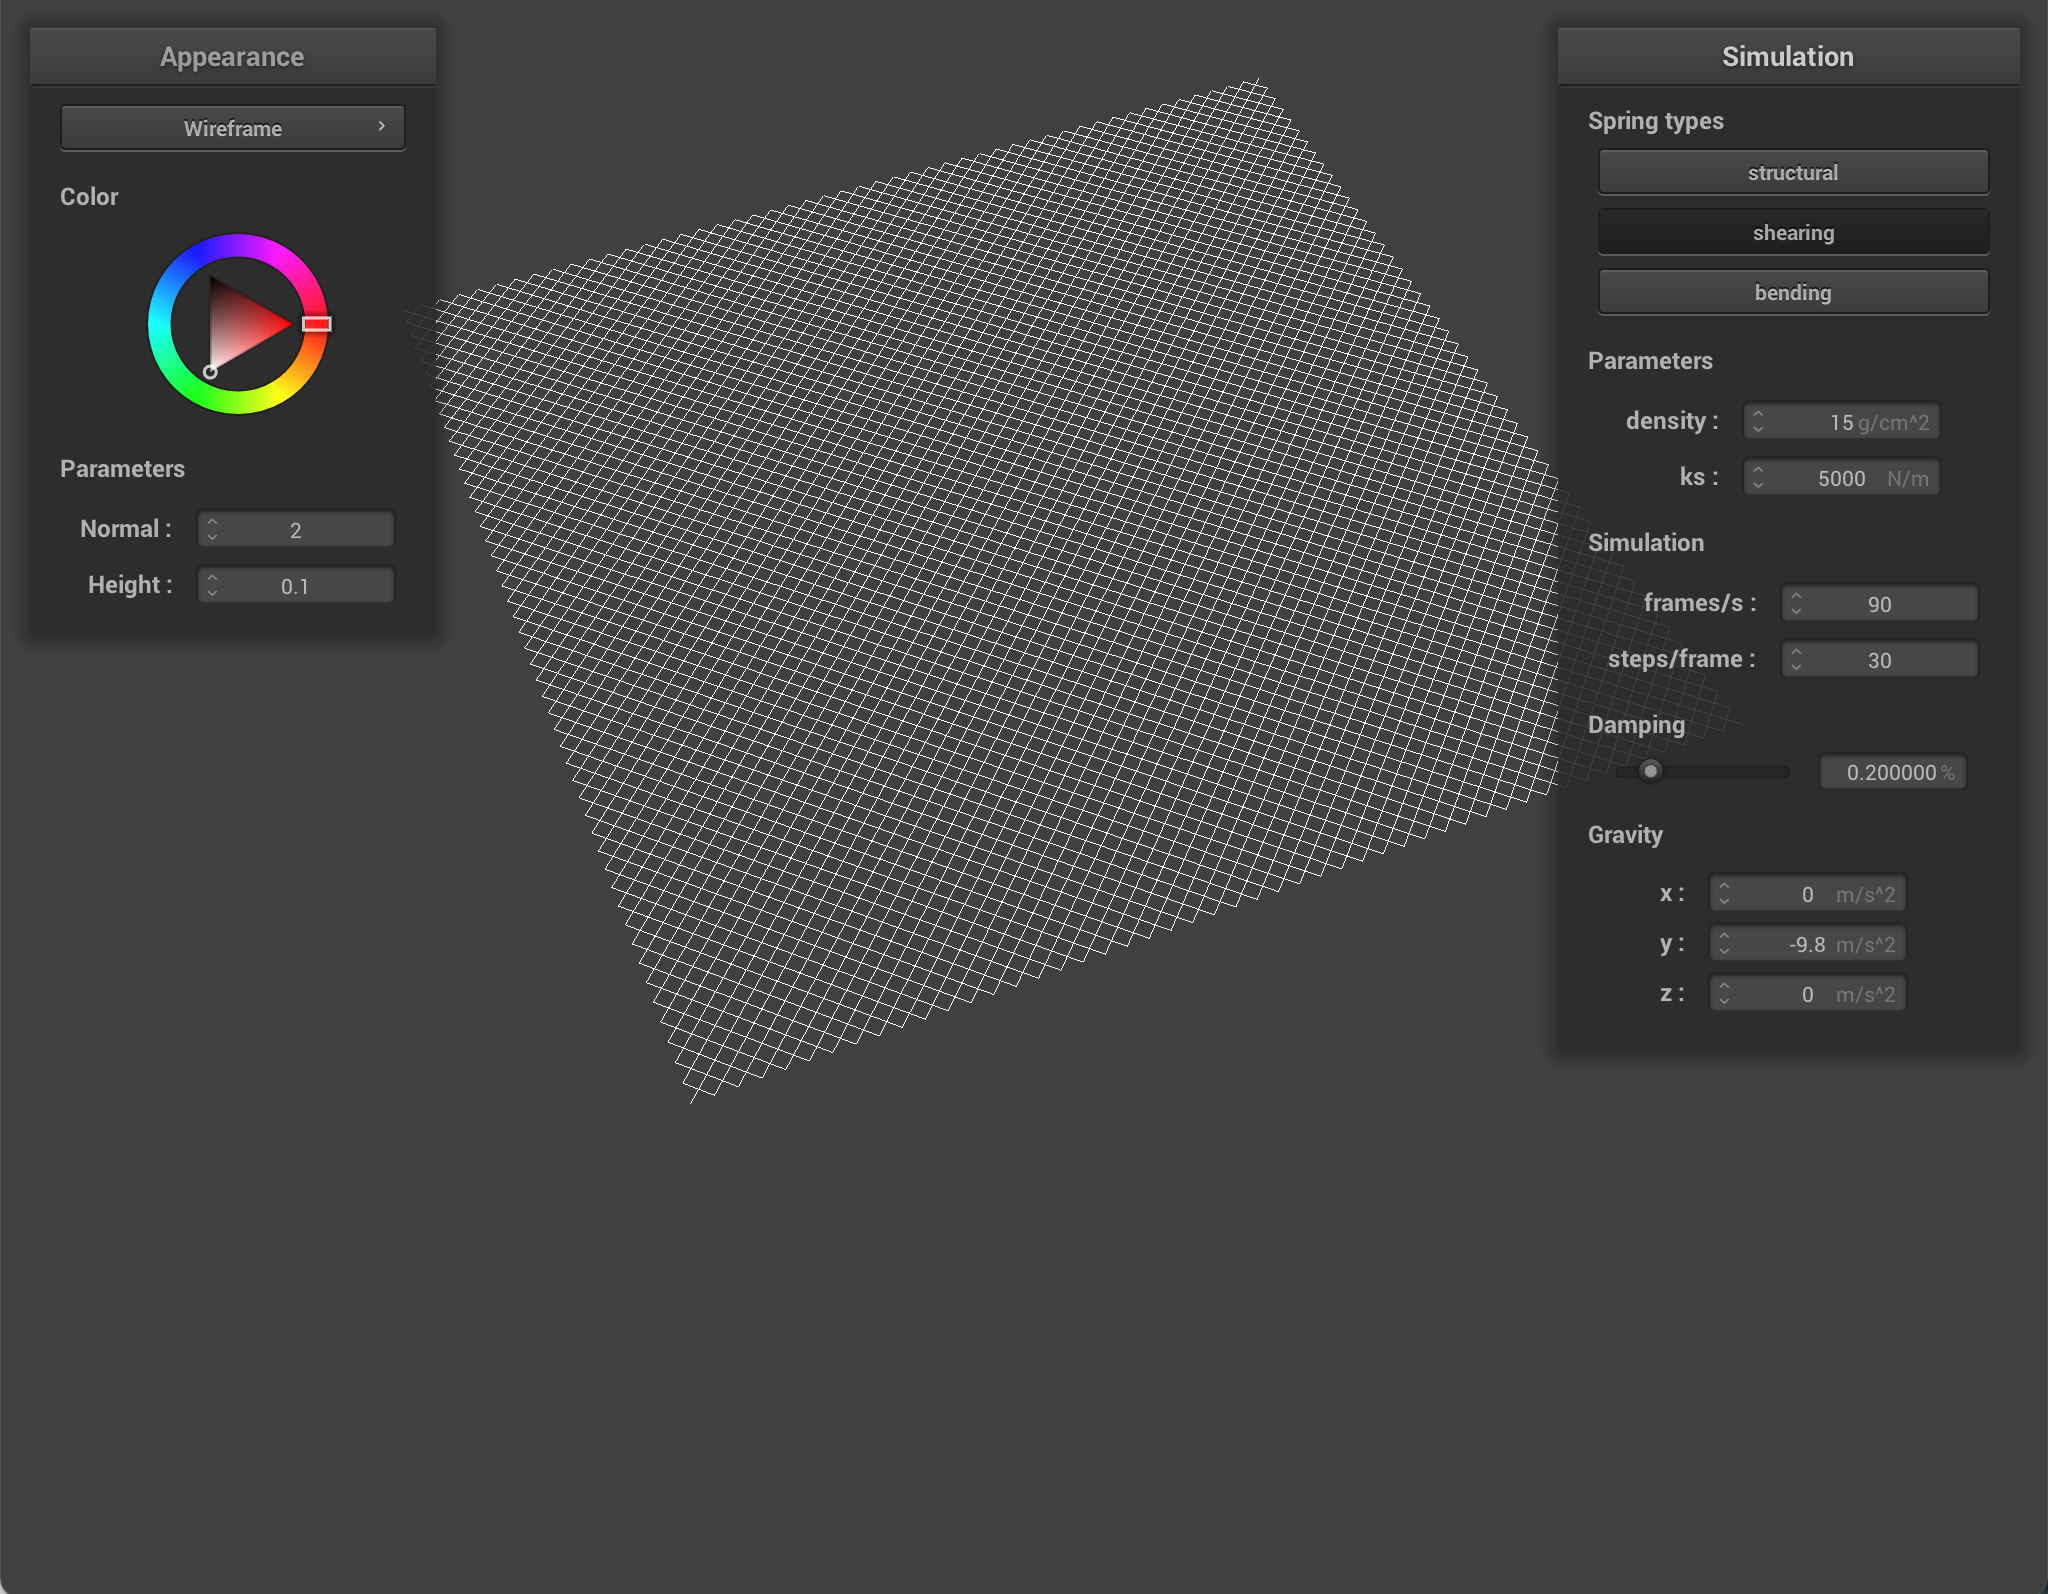 Appearance
Wireframe
Color
Parameters
Normal : 2
Height : 0.1
Simulation
Spring types
structural
shearing
bending
Parameters
density : 15 g/cm^2
ks : 5000 N/m
Simulation
frames/s : 90
steps/frame : 30
Damping
0.200000 %
Gravity
x : 0 m/s^2
y : -9.8 m/s^2
z : 0 m/s^2